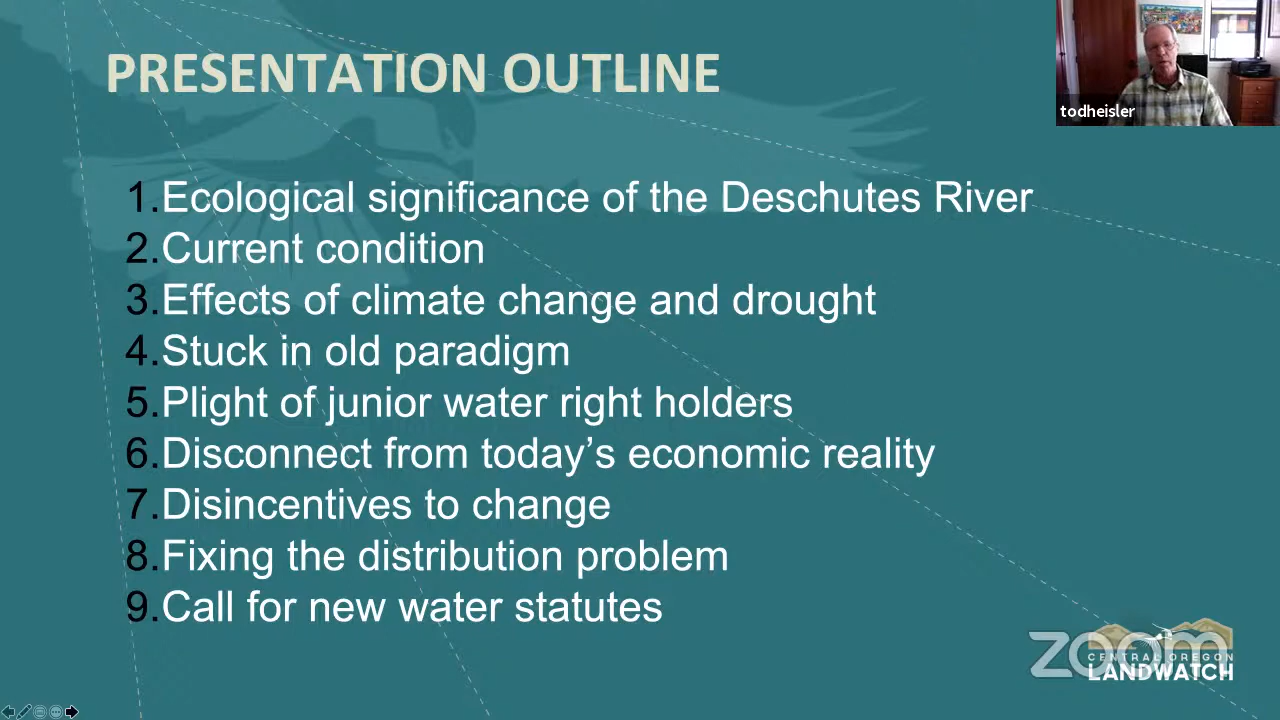 PRESENTATION OUTLINE
todheisler
1.Ecological significance of the Deschutes River
2.Current condition
3.Effects of climate change and drought
4.Stuck in old paradigm
5.Plight of junior water right holders
6.Disconnect from today’s economic reality
7.Disincentives to change
8.Fixing the distribution problem
9.Call for new water statutes
zoom
CENTRAL OREGON
LANDWATCH